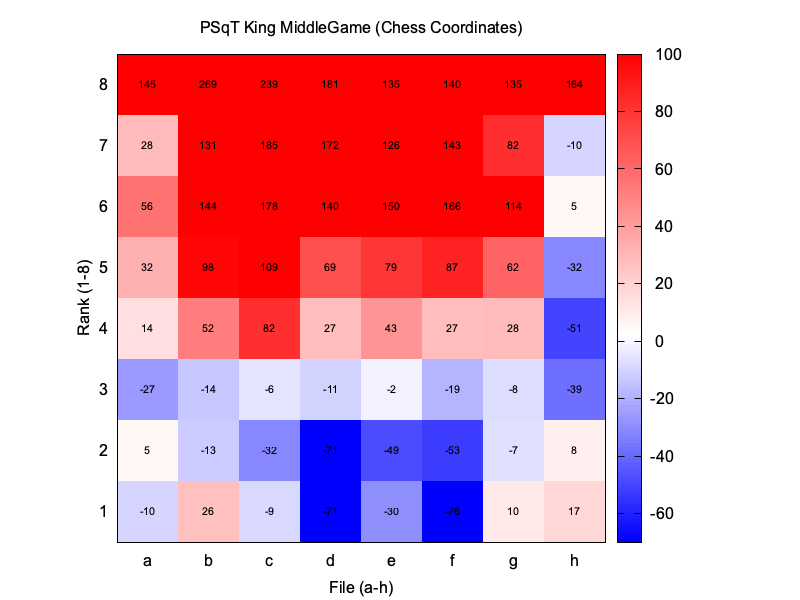 PSqT King MiddleGame (Chess Coordinates)
8 145 269 239 181 135 140 135 164 100
7 28 131 185 172 126 143 82 -10 80
6 56 144 178 140 150 166 114 5 60
5 32 98 109 69 79 87 62 -32 40
4 14 52 82 27 43 27 28 -51 20
3 -27 -14 -6 -11 -2 -19 -8 -39 0
2 5 -13 -32 -71 -49 -53 -7 8 -20
1 -10 26 -9 -71 -30 -76 10 17 -40
-60
a b c d e f g h
Rank (1-8)
File (a-h)